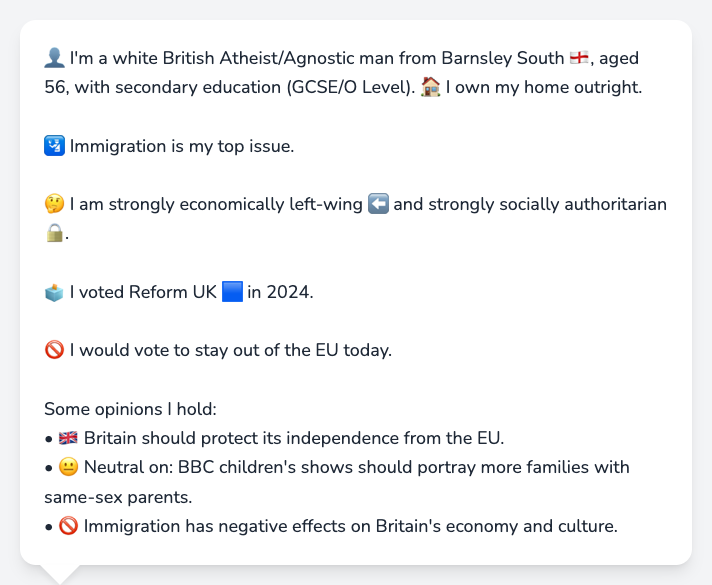 👤 I'm a white British Atheist/Agnostic man from Barnsley South 🏴󠁧󠁢󠁥󠁮󠁧󠁿, aged
56, with secondary education (GCSE/O Level). 🏠 I own my home outright.
🛂 Immigration is my top issue.
🤔 I am strongly economically left-wing ⬅️ and strongly socially authoritarian
🔒.
🗳️ I voted Reform UK 🟦 in 2024.
🚫 I would vote to stay out of the EU today.
Some opinions I hold:
• 🇬🇧 Britain should protect its independence from the EU.
• 😐 Neutral on: BBC children's shows should portray more families with
same-sex parents.
• 🚫 Immigration has negative effects on Britain's economy and culture.